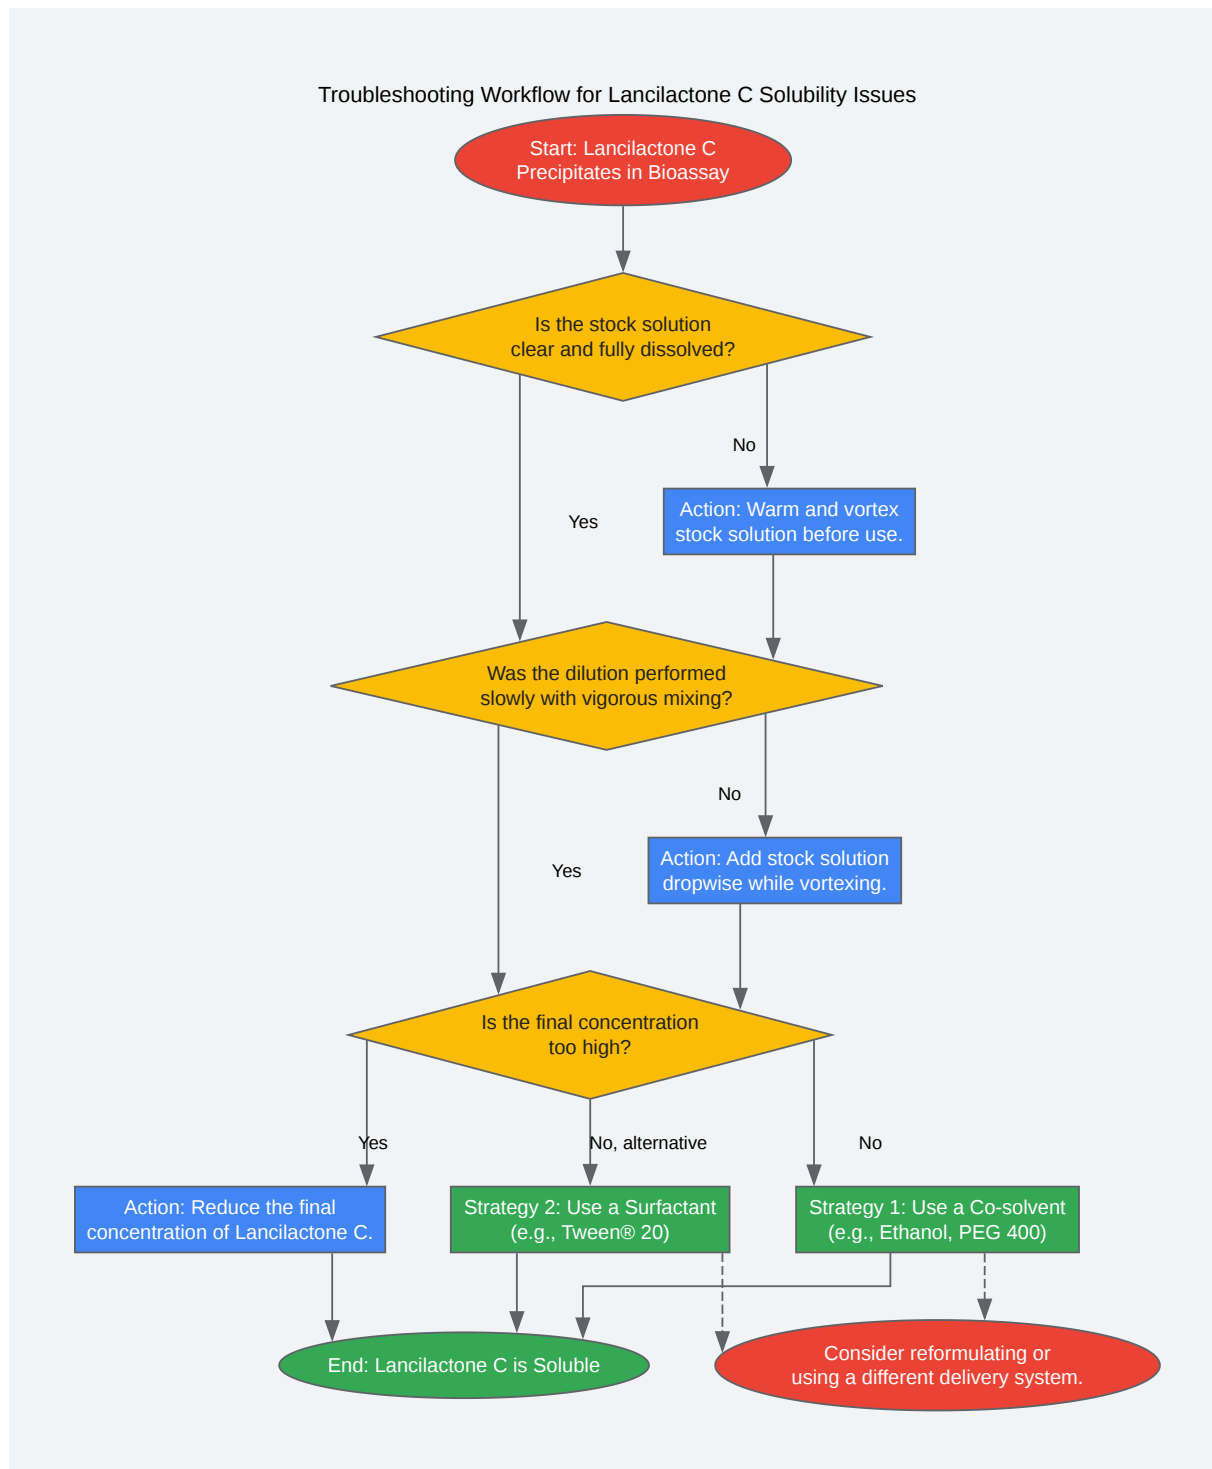 Troubleshooting Workflow for Lancilactone C Solubility Issues
Start: Lancilactone C
Precipitates in Bioassay
Is the stock solution
clear and fully dissolved?
No
Action: Warm and vortex
stock solution before use.
Yes
Was the dilution performed
slowly with vigorous mixing?
No
Action: Add stock solution
dropwise while vortexing.
Yes
Is the final concentration
too high?
Yes
No, alternative
No
Action: Reduce the final
concentration of Lancilactone C.
Strategy 2: Use a Surfactant
(e.g., Tween® 20)
Strategy 1: Use a Co-solvent
(e.g., Ethanol, PEG 400)
End: Lancilactone C is Soluble
Consider reformulating or
using a different delivery system.